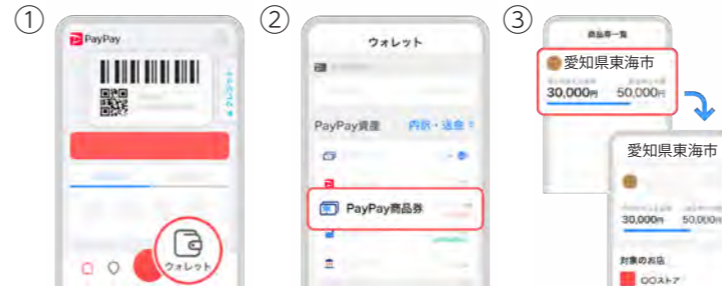 ①
PayPay
ウォレット
②
ウォレット
PayPay資産 内訳・送金
PayPay商品券
③
商品券一覧
愛知県東海市
30,000円 50,000円
愛知県東海市
30,000円 50,000円
対象のお店
〇〇ストア